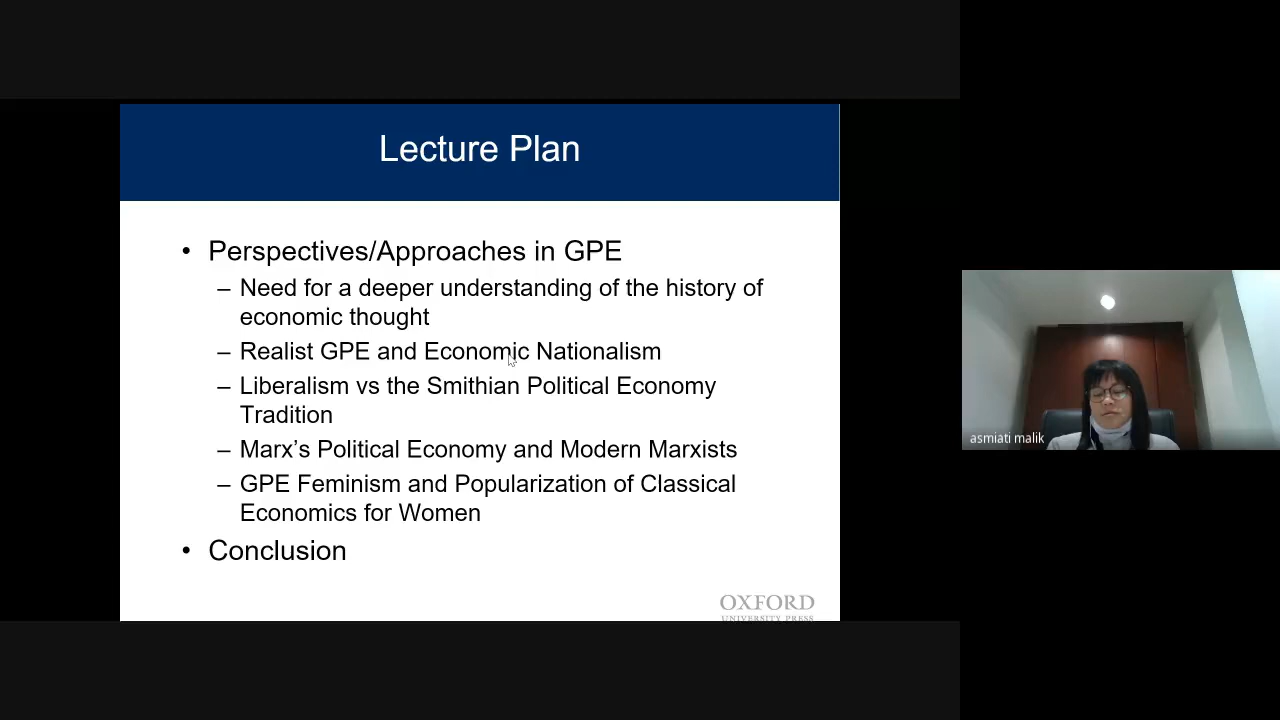 Lecture Plan
• Perspectives/Approaches in GPE
– Need for a deeper understanding of the history of
economic thought
– Realist GPE and Economic Nationalism
– Liberalism vs the Smithian Political Economy
Tradition
– Marx's Political Economy and Modern Marxists
– GPE Feminism and Popularization of Classical
Economics for Women
• Conclusion
OXFORD
UNIVERSITY PRESS
asmiati malik